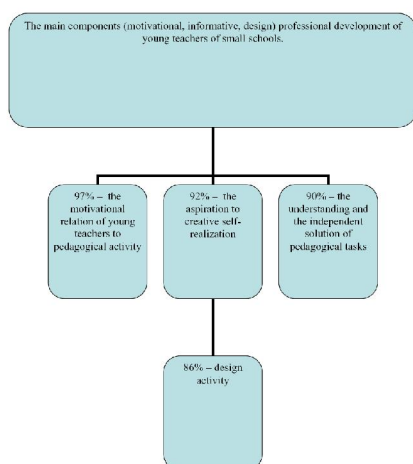 The main components (motivational, informative, design) professional development of
young teachers of small schools.
97% – the
motivational
relation of young
teachers to
pedagogical activity
92% – the
aspiration to
creative self-
realization
90% – the
understanding and
the independent
solution of
pedagogical tasks
86% – design
activity